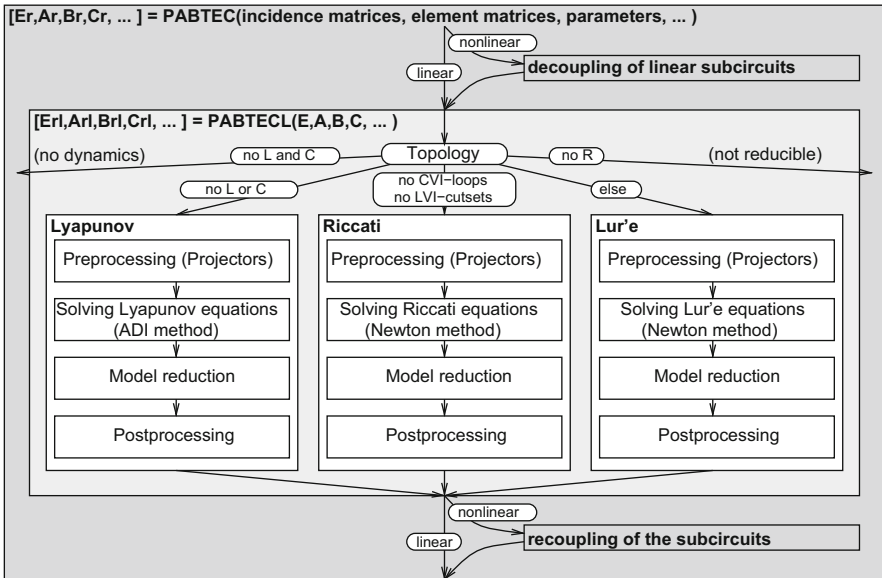 [Er,Ar,Br,Cr, ... ] = PABTEC(incidence matrices, element matrices, parameters, ... )
nonlinear
linear
decoupling of linear subcircuits
[Erl,Arl,Brl,Crl, ... ] = PABTECL(E,A,B,C, ... )
(no dynamics)
no L and C
Topology
no R
(not reducible)
no L or C
no CVI−loops
no LVI−cutsets
else
Lyapunov
Preprocessing (Projectors)
Solving Lyapunov equations
(ADI method)
Model reduction
Postprocessing
Riccati
Preprocessing (Projectors)
Solving Riccati equations
(Newton method)
Model reduction
Postprocessing
Lur'e
Preprocessing (Projectors)
Solving Lur'e equations
(Newton method)
Model reduction
Postprocessing
nonlinear
linear
recoupling of the subcircuits